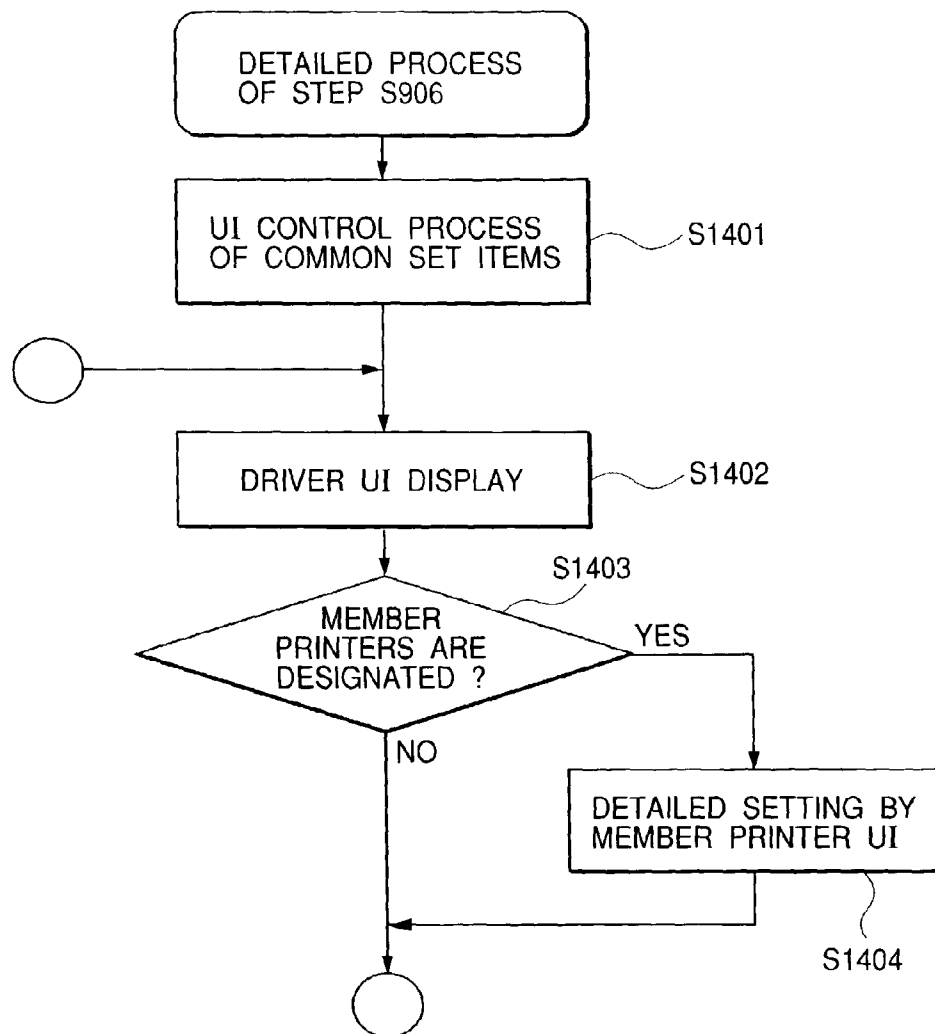 DETAILED PROCESS
OF STEP S906
UI CONTROL PROCESS
OF COMMON SET ITEMS
S1401
DRIVER UI DISPLAY
S1402
S1403
MEMBER
PRINTERS ARE
DESIGNATED ?
YES
NO
DETAILED SETTING BY
MEMBER PRINTER UI
S1404